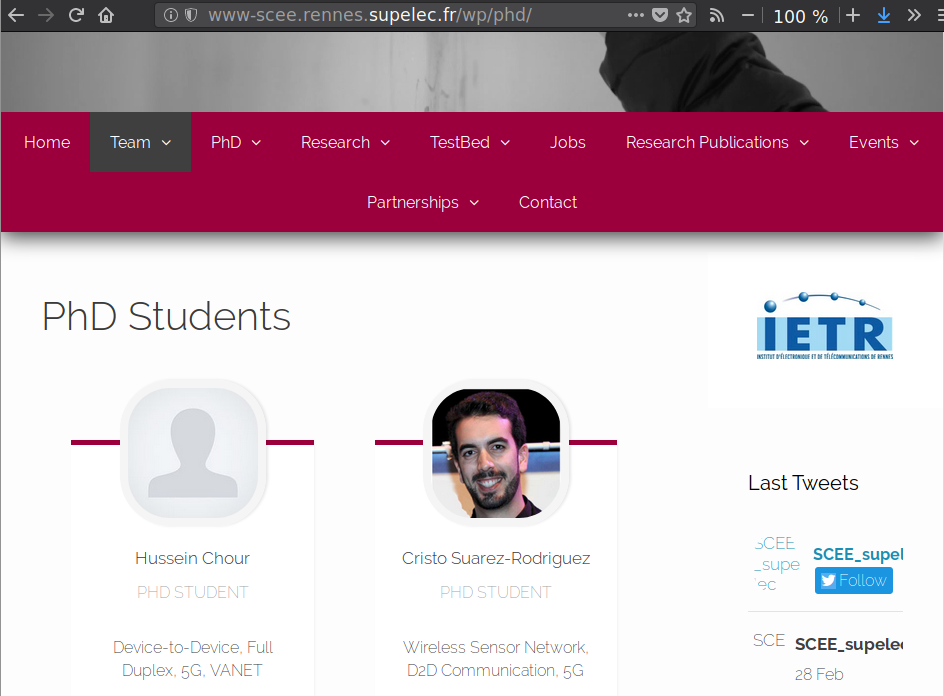 www-scee.rennes.supelec.fr/wp/phd/
100 %
Home
Team
PhD
Research
TestBed
Jobs
Research Publications
Events
Partnerships
Contact
PhD Students
IETR
INSTITUT D'ÉLECTRONIQUE ET DE TÉLÉCOMMUNICATIONS DE RENNES
Hussein Chour
PHD STUDENT
Device-to-Device, Full
Duplex, 5G, VANET
Cristo Suarez-Rodriguez
PHD STUDENT
Wireless Sensor Network,
D2D Communication, 5G
Last Tweets
SCEE
_supe
lec
SCEE_supel
Follow
SCEE
SCEE_supelec
28 Feb